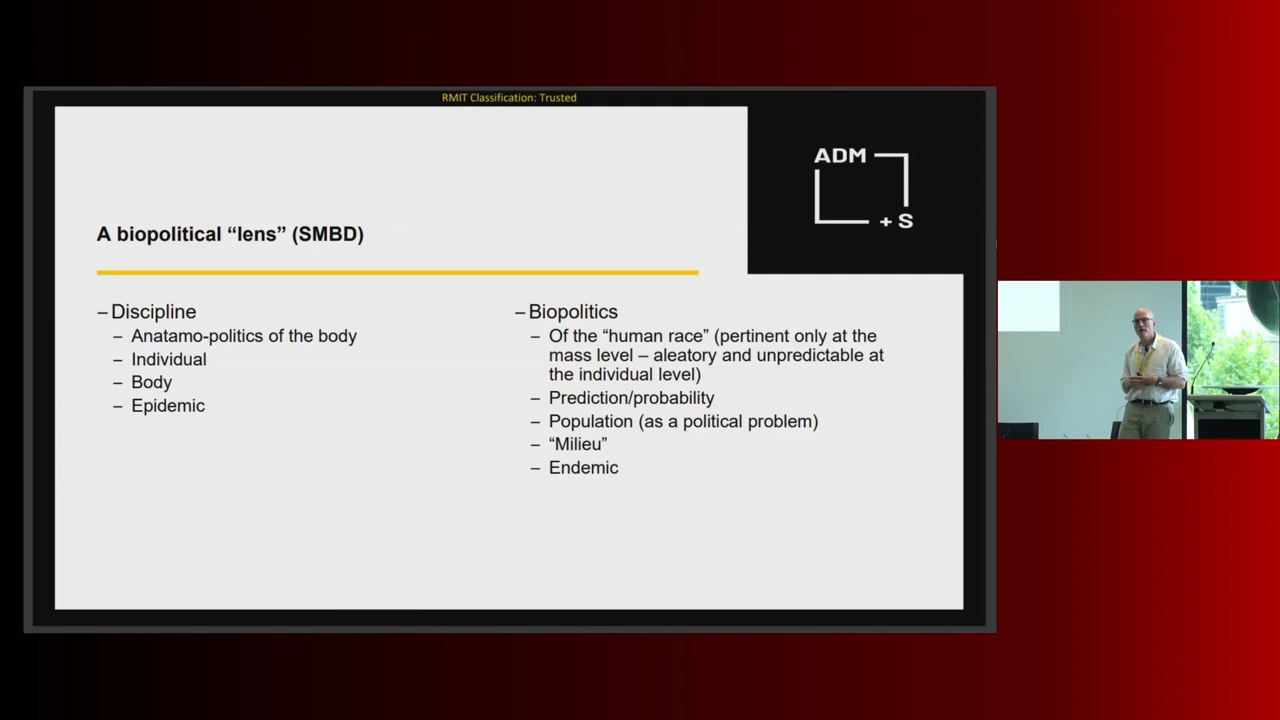 RMIT Classification: Trusted
ADM
+ S
A biopolitical “lens” (SMBD)
– Discipline
– Anatamo-politics of the body
– Individual
– Body
– Epidemic
– Biopolitics
– Of the “human race” (pertinent only at the
mass level – aleatory and unpredictable at
the individual level)
– Prediction/probability
– Population (as a political problem)
– “Milieu”
– Endemic